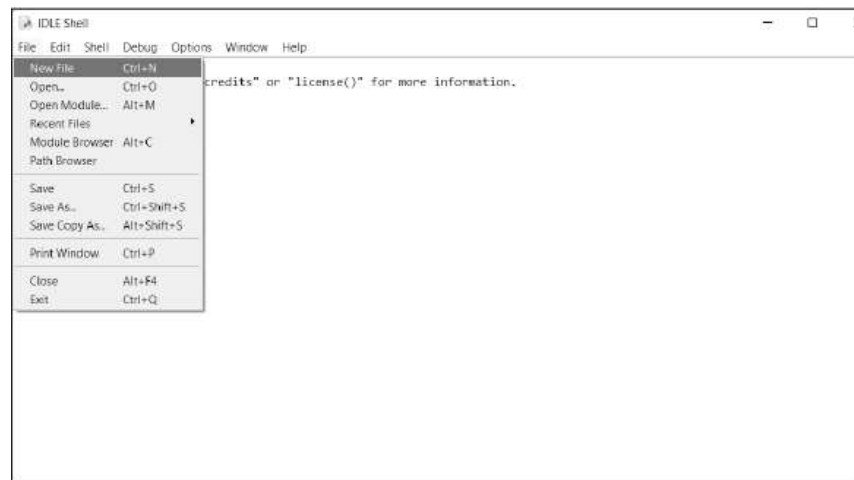 IDLE Shell
File Edit Shell Debug Options Window Help
New File Ctrl+N
credits" or "license()" for more information.
Open... Ctrl+O
Open Module... Alt+M
Recent Files
Module Browser Alt+C
Path Browser
Save Ctrl+S
Save As... Ctrl+Shift+S
Save Copy As... Alt+Shift+S
Print Window Ctrl+P
Close Alt+F4
Exit Ctrl+Q